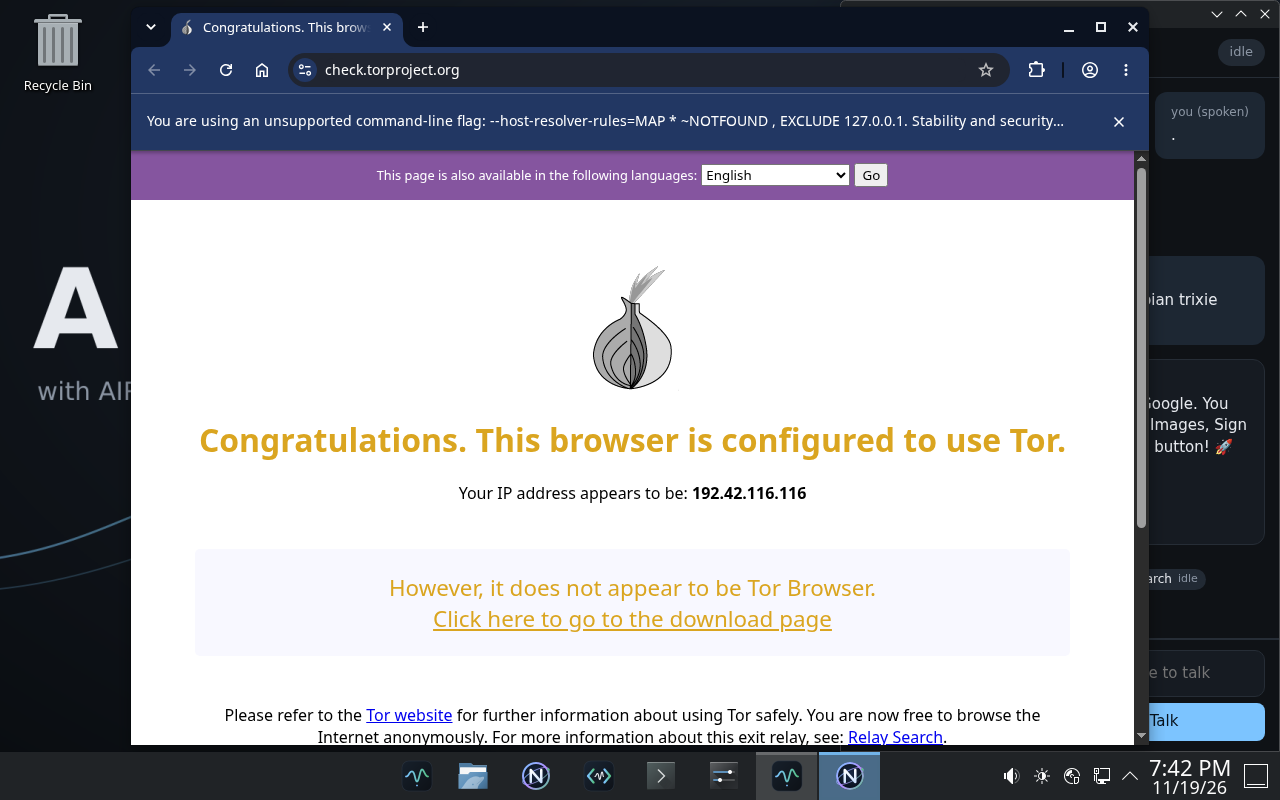 Recycle Bin
A
with AI
Congratulations. This brow
check.torproject.org
You are using an unsupported command-line flag: --host-resolver-rules=MAP * ~NOTFOUND , EXCLUDE 127.0.0.1. Stability and security...
This page is also available in the following languages: English Go
Congratulations. This browser is configured to use Tor.
Your IP address appears to be: 192.42.116.116
However, it does not appear to be Tor Browser.
Click here to go to the download page
Please refer to the Tor website for further information about using Tor safely. You are now free to browse the
Internet anonymously. For more information about this exit relay, see: Relay Search.
idle
you (spoken)
.
trixie
Google. You
Images, Sign
button! 🚀
idle
to talk
Talk
7:42 PM
11/19/26